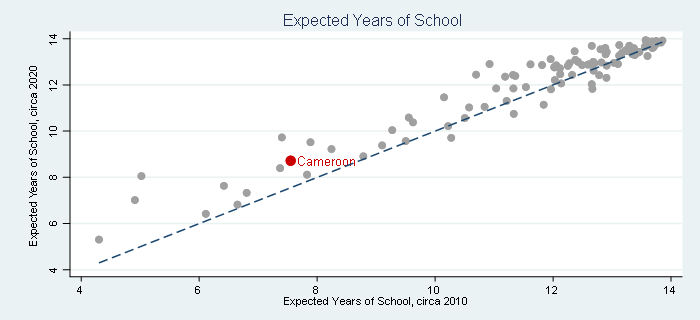 Expected Years of School
Expected Years of School, circa 2020
14
12
10
8
6
4
Cameroon
4 6 8 10 12 14
Expected Years of School, circa 2010